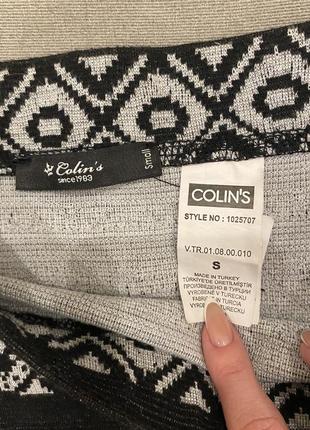 Colin's
since 1983
Small
COLIN'S
STYLE NO : 1025707
V.TR.01.08.00.010
S
MADE IN TURKEY
TÜRKİYE'DE ÜRETİLMİŞTİR
ПРОИЗВЕДЕНО В ТУРЦИИ
VYROBENÉ V TURECKU
IN TURCIA
VYROBENO V TURECKU